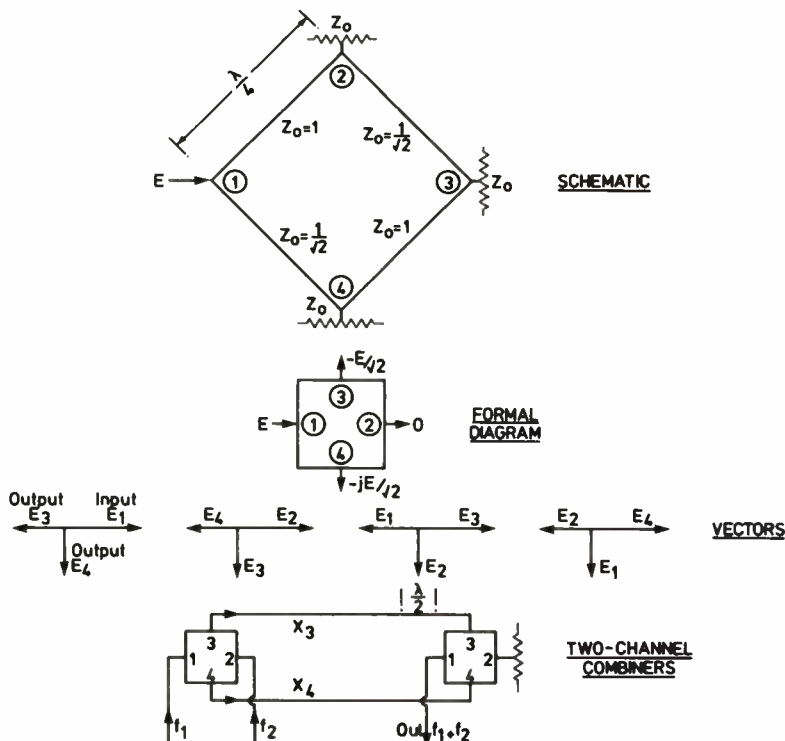 Zo
λ/4
②
Zo=1
Zo=1/√2
E
①
③
Zo
SCHEMATIC
Zo=1/√2
Zo=1
④
Zo
-E/√2
③
E
①
②
0
FORMAL
DIAGRAM
④
-jE/√2
Output Input
E3 E1
Output
E4
E4 E2
E3
E1 E3
E2
E2 E4
E1
VECTORS
λ/2
X3
3
1 2
4
3
1 2
4
TWO-CHANNEL
COMBINERS
X4
f1
f2
Out f1+f2